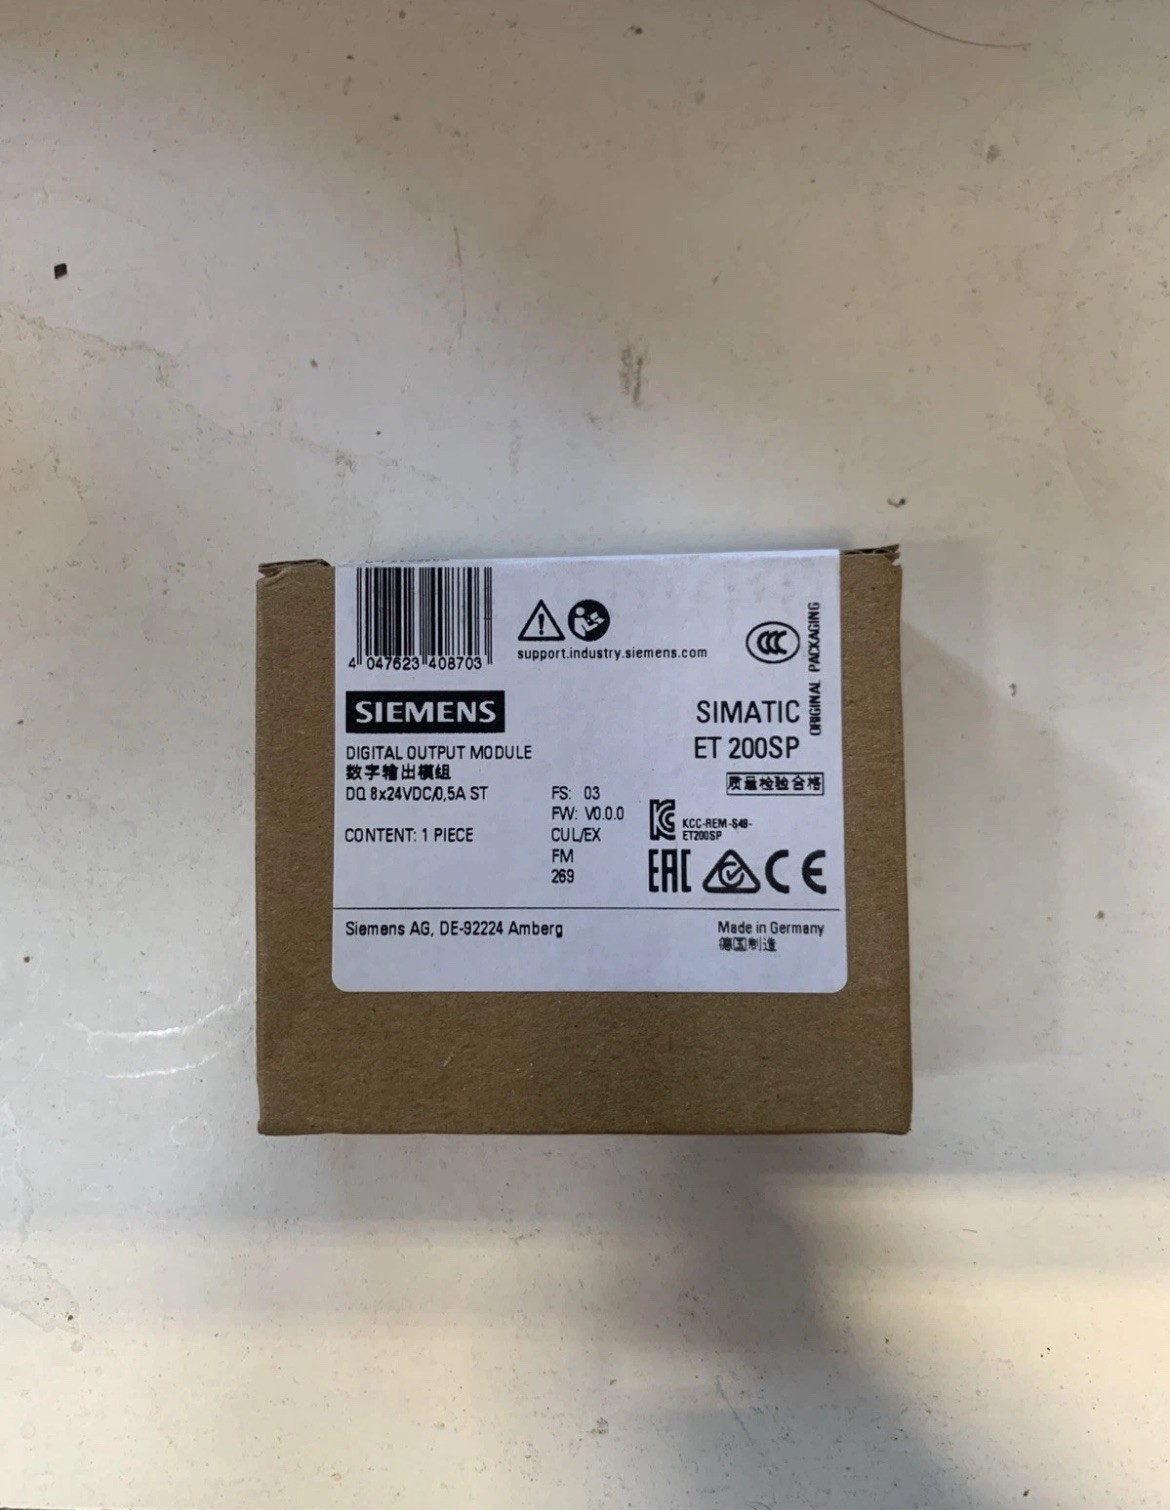 4 047623 408703
support.industry.siemens.com
ORIGINAL PACKAGING
SIEMENS
SIMATIC
ET 200SP
DIGITAL OUTPUT MODULE
数字输出模组
DQ 8x24VDC/0,5A ST
质量检验合格
FS: 03
FW: V0.0.0
CONTENT: 1 PIECE
CUL/EX
FM
269
KCC-REM-S49-
ET200SP
EAC
CE
Siemens AG, DE-92224 Amberg
Made in Germany
德国制造